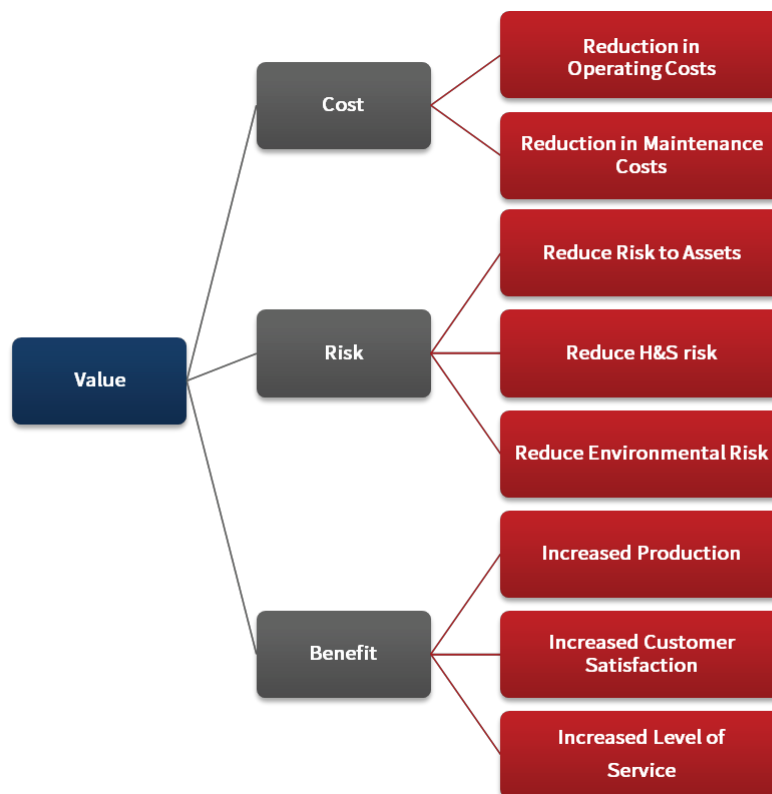 Value
Cost
Reduction in
Operating Costs
Reduction in Maintenance
Costs
Risk
Reduce Risk to Assets
Reduce H&S risk
Reduce Environmental Risk
Benefit
Increased Production
Increased Customer
Satisfaction
Increased Level of
Service